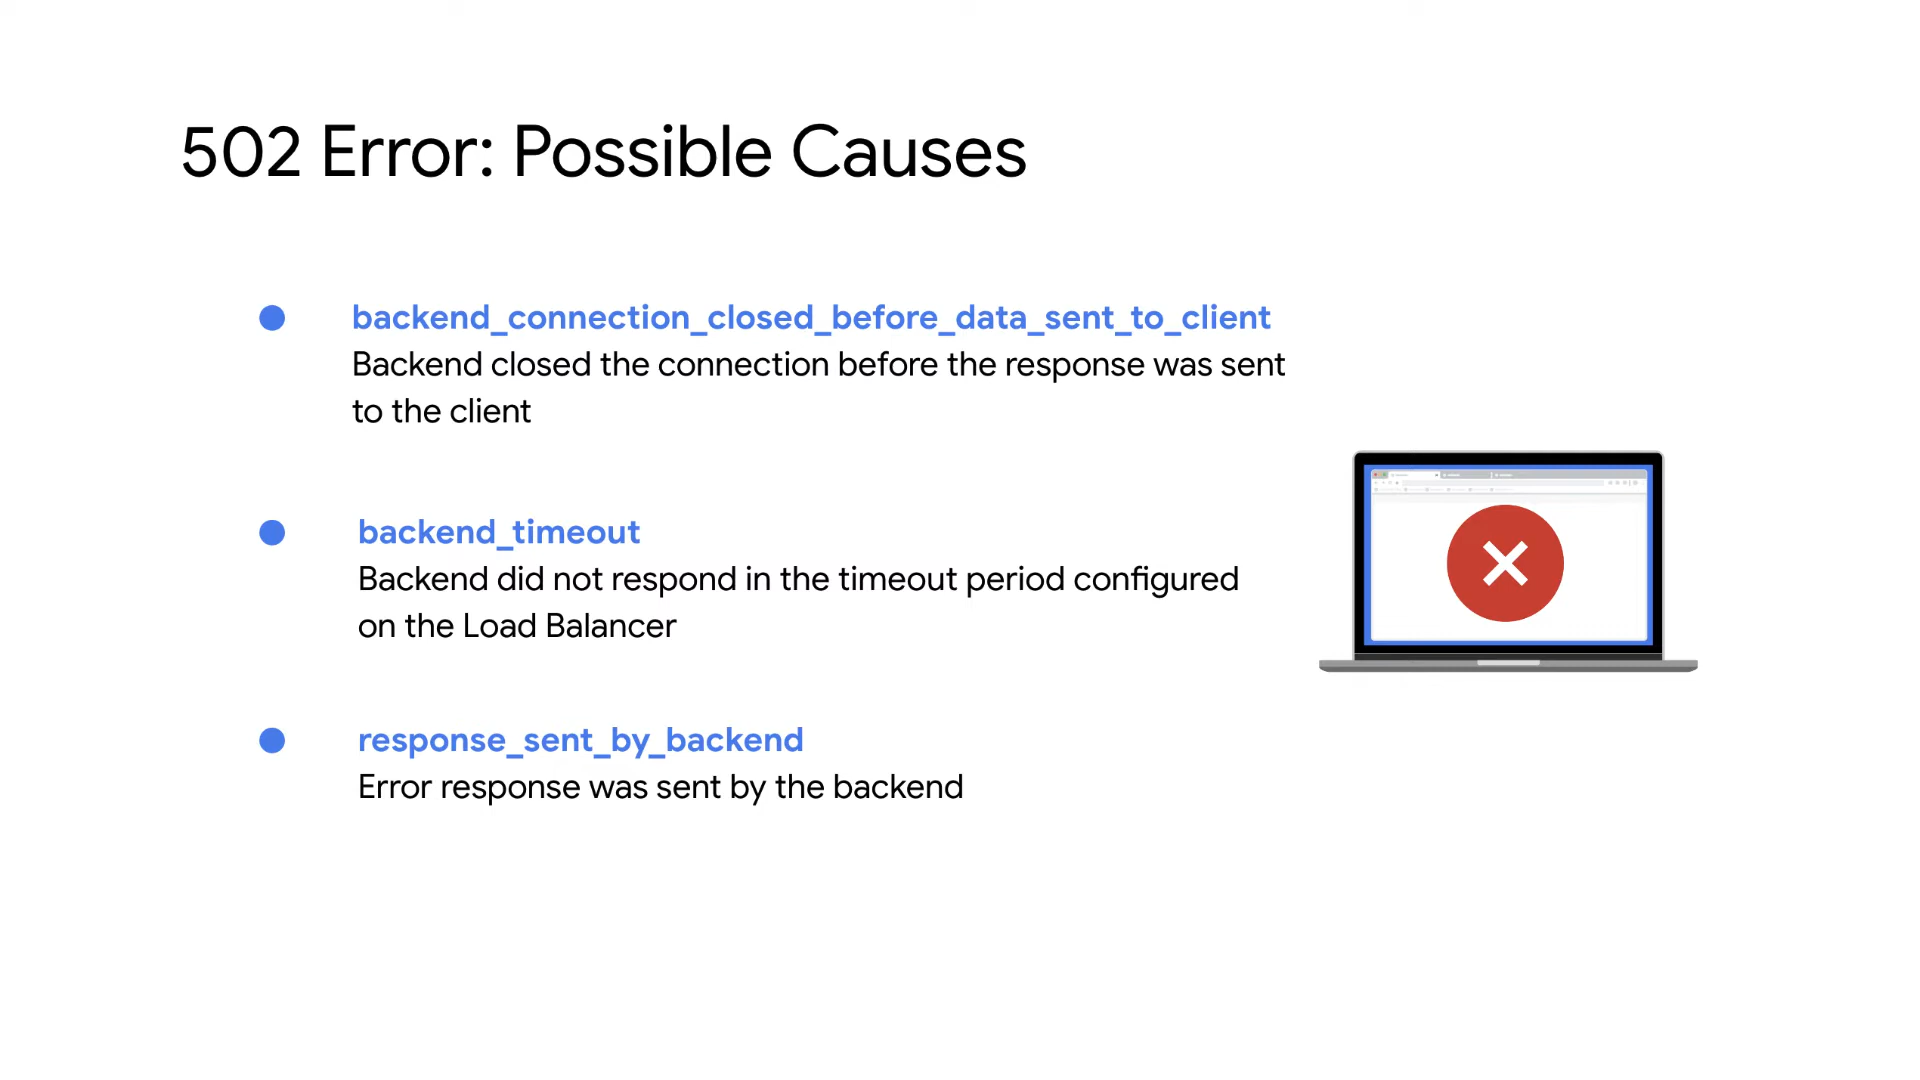 502 Error: Possible Causes
backend_connection_closed_before_data_sent_to_client
Backend closed the connection before the response was sent
to the client
backend_timeout
Backend did not respond in the timeout period configured
on the Load Balancer
response_sent_by_backend
Error response was sent by the backend